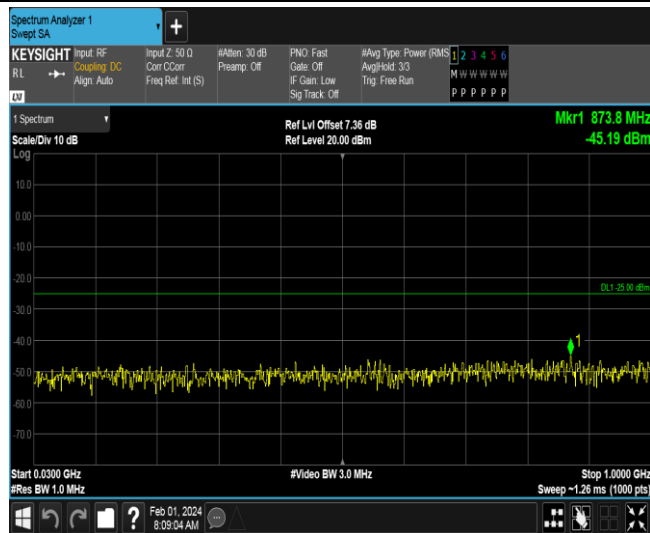 Spectrum Analyzer 1
Swept SA
+
KEYSIGHT
RL
Input: RF
Coupling: DC
Align: Auto
Input Z: 50 Ω
Corr CCorr
Freq Ref: Int (S)
#Atten: 30 dB
Preamp: Off
PNO: Fast
Gate: Off
IF Gain: Low
Sig Track: Off
#Avg Type: Power (RMS
Avg|Hold: 3/3
Trig: Free Run
1 2 3 4 5 6
M W W W W W
P P P P P P
1 Spectrum
Scale/Div 10 dB
Log
Ref Lvl Offset 7.36 dB
Ref Level 20.00 dBm
Mkr1 873.8 MHz
-45.19 dBm
10.0
0.00
-10.0
-20.0
DL1 -25.00 dBm
-30.0
-40.0
1
-50.0
-60.0
-70.0
Start 0.0300 GHz
#Video BW 3.0 MHz
Stop 1.0000 GHz
#Res BW 1.0 MHz
Sweep ~1.26 ms (1000 pts)
?
Feb 01, 2024
8:09:04 AM